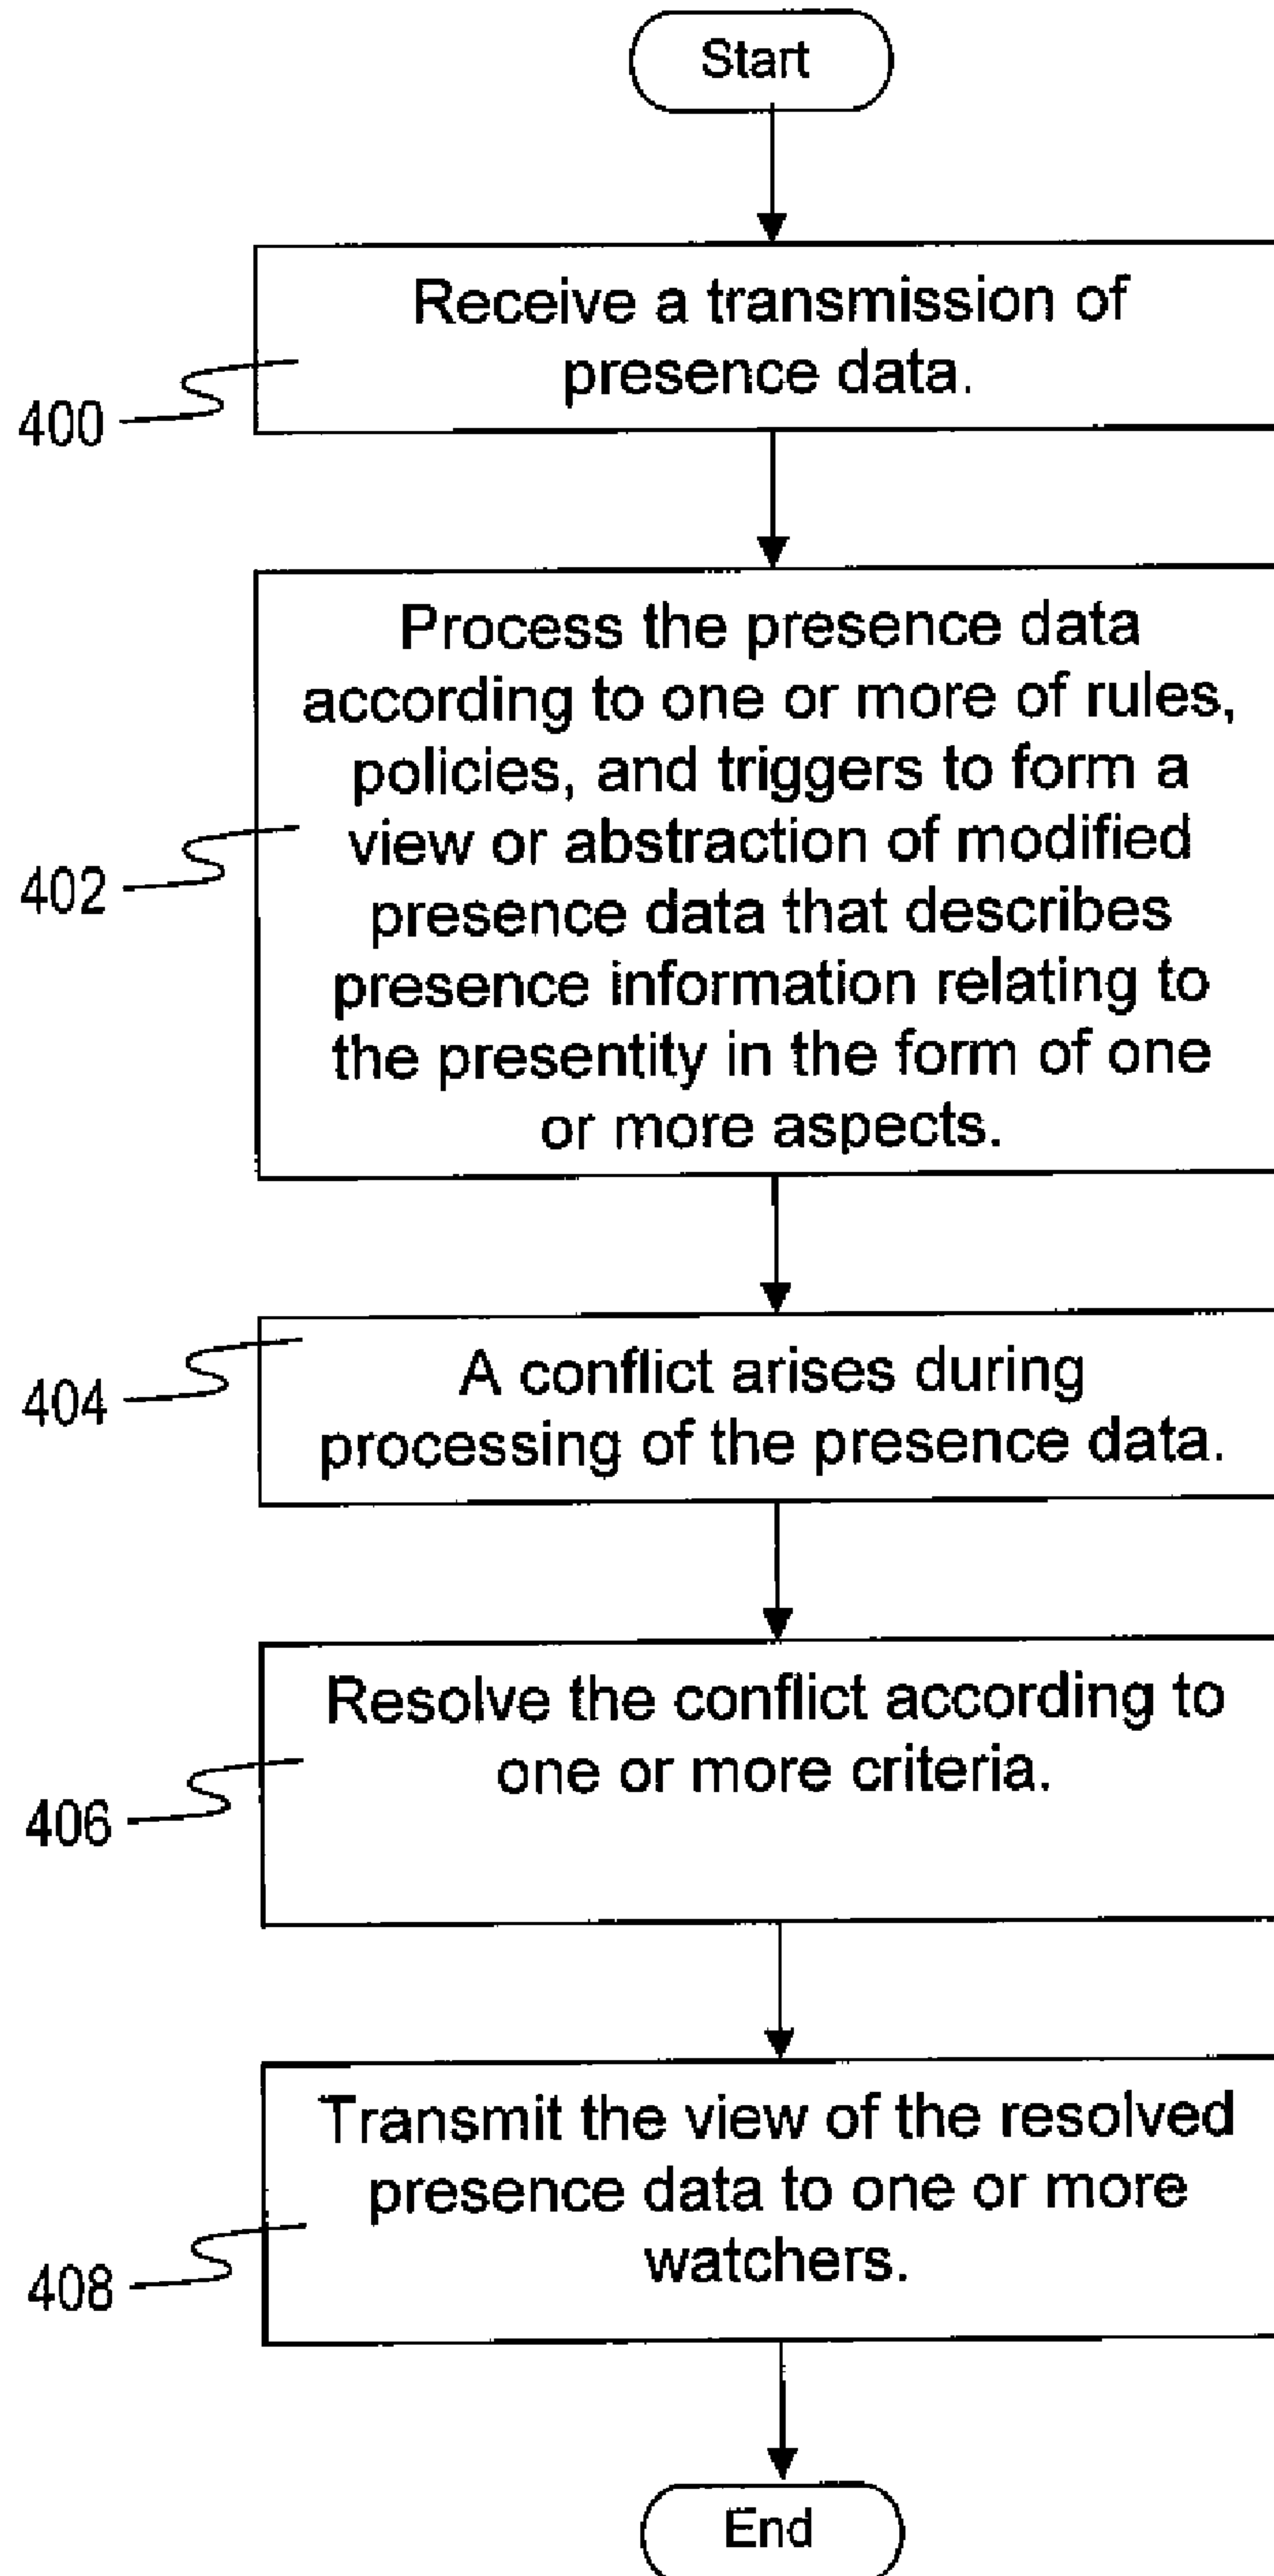 Start
Receive a transmission of
presence data.
400
Process the presence data
according to one or more of rules,
policies, and triggers to form a
view or abstraction of modified
presence data that describes
presence information relating to
the presentity in the form of one
or more aspects.
402
A conflict arises during
processing of the presence data.
404
Resolve the conflict according to
one or more criteria.
406
Transmit the view of the resolved
presence data to one or more
watchers.
408
End